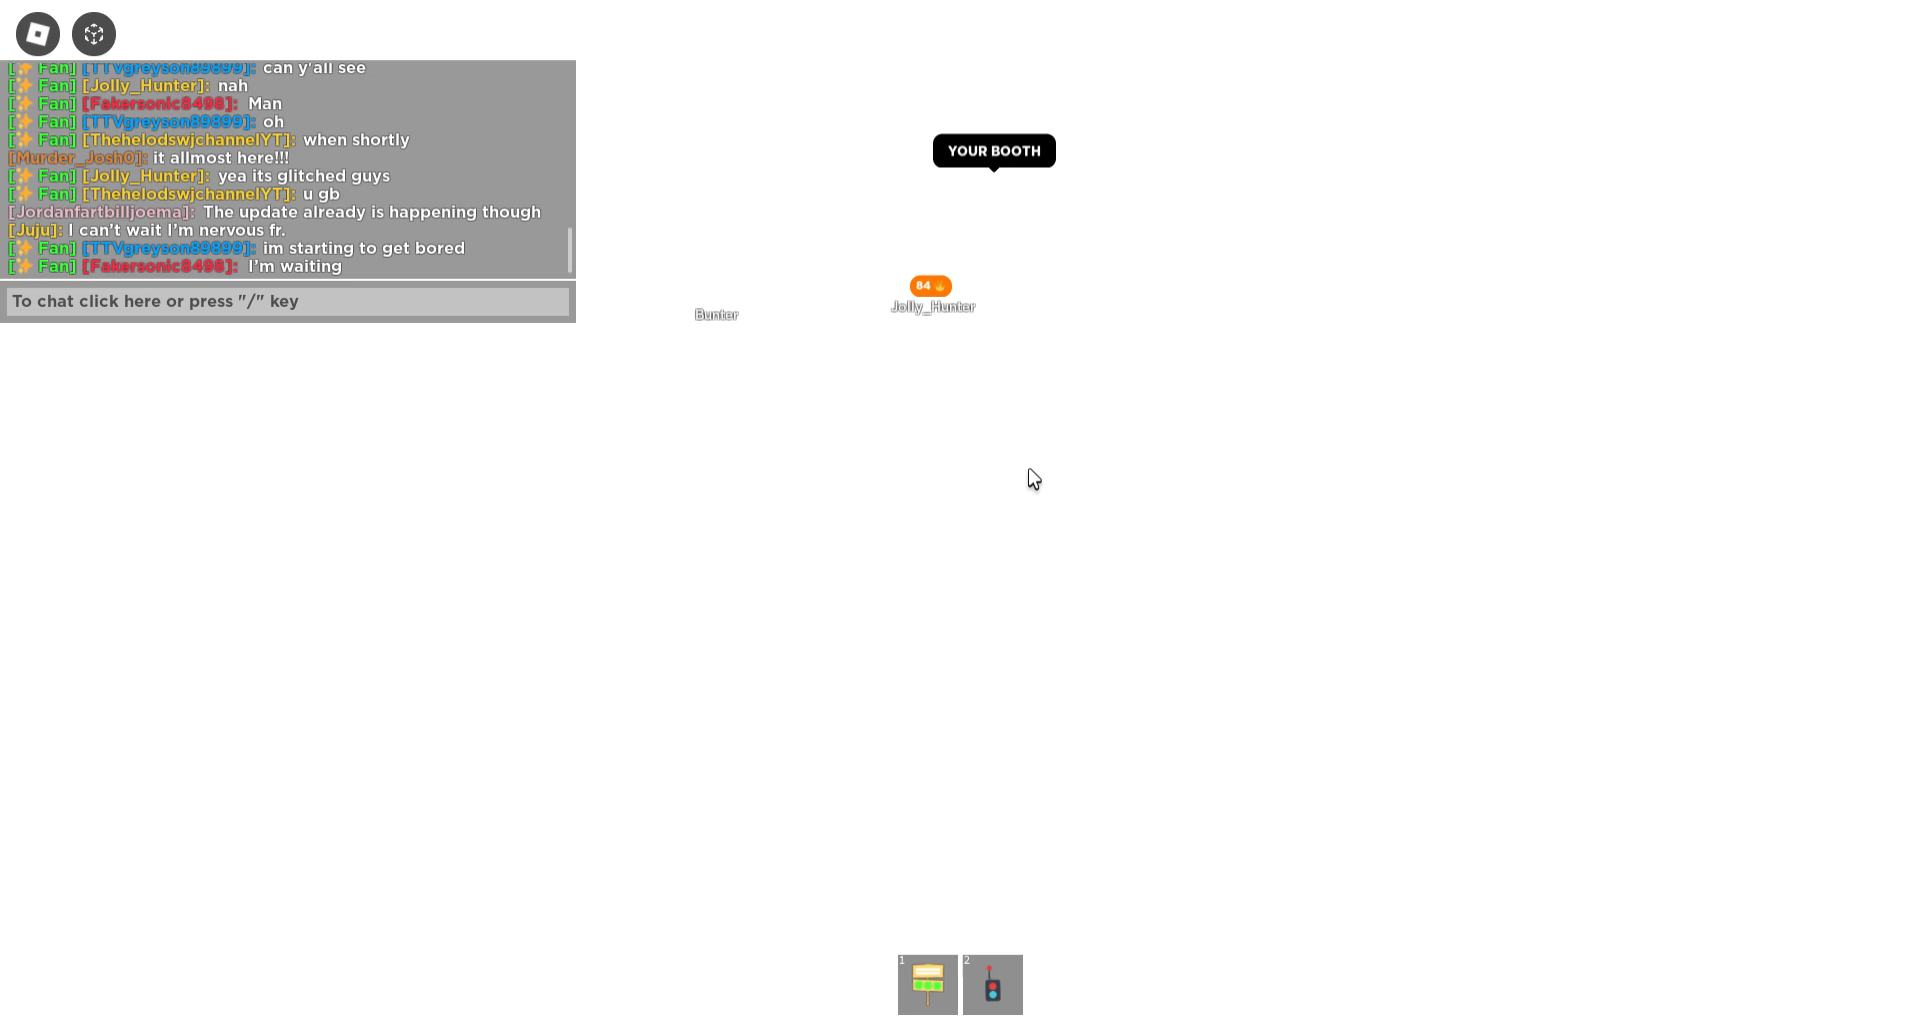 [✨ Fan] [TTVgreyson89899]: can y'all see
[✨ Fan] [Jolly_Hunter]: nah
[✨ Fan] [Fakersonic8498]: Man
[✨ Fan] [TTVgreyson89899]: oh
[✨ Fan] [ThehelodswjchannelYT]: when shortly
[Murder_Josh0]: it allmost here!!!
[✨ Fan] [Jolly_Hunter]: yea its glitched guys
[✨ Fan] [ThehelodswjchannelYT]: u gb
[Jordanfartbilljoema]: The update already is happening though
[Juju]: I can't wait I'm nervous fr.
[✨ Fan] [TTVgreyson89899]: im starting to get bored
[✨ Fan] [Fakersonic8498]: I'm waiting
To chat click here or press "/" key
YOUR BOOTH
84 🔥
Jolly_Hunter
Bunter
1
2